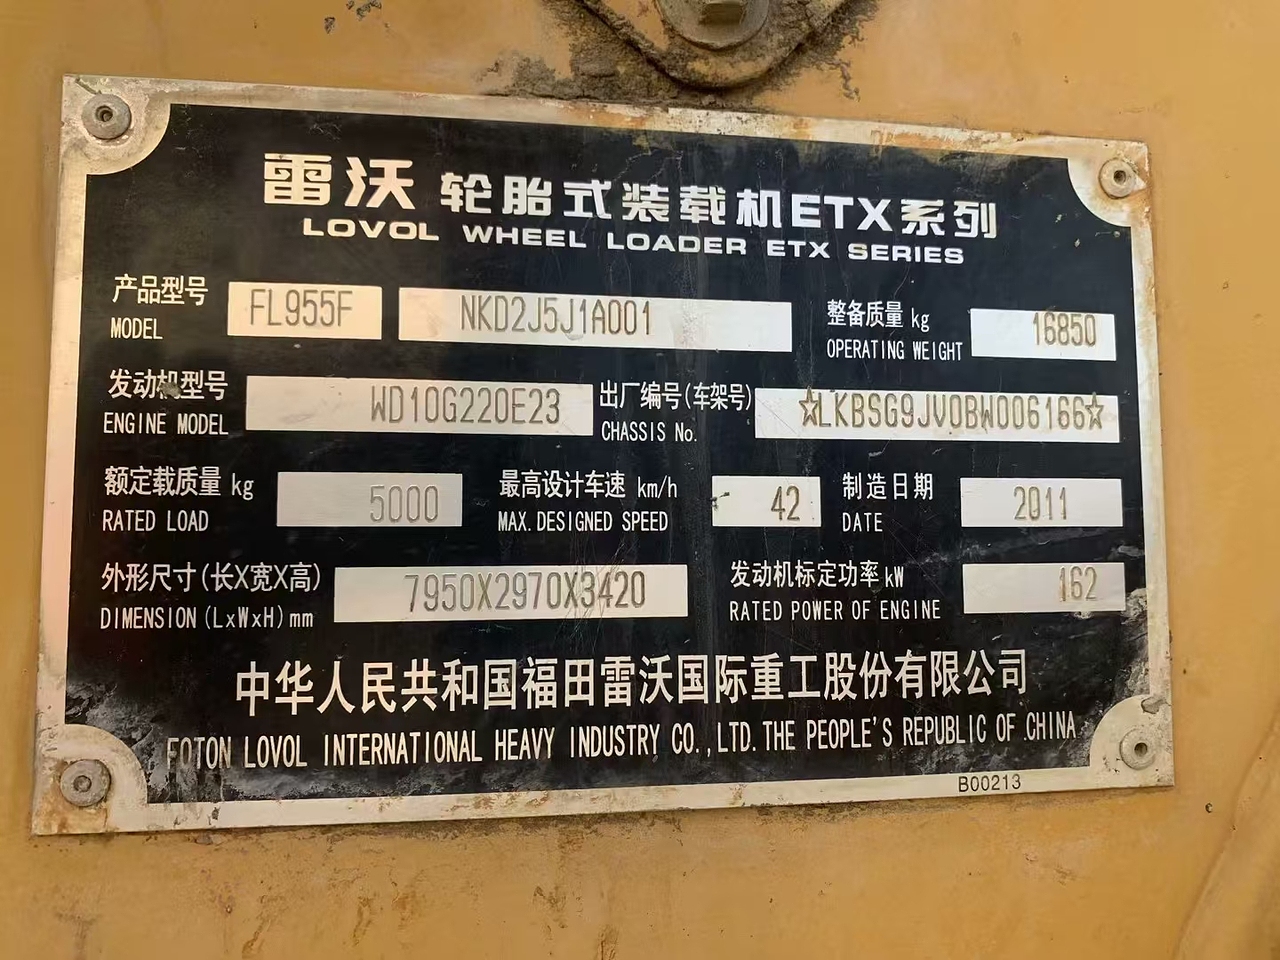 雷沃 轮胎式装载机ETX系列
LOVOL WHEEL LOADER ETX SERIES
产品型号 FL955F NKD2J5J1A001 整备质量 kg 16850
MODEL OPERATING WEIGHT
发动机型号 WD10G220E23 出厂编号(车架号) ☆LKBSG9JV0BW006166☆
ENGINE MODEL CHASSIS No.
额定载质量 kg 5000 最高设计车速 km/h 42 制造日期 2011
RATED LOAD MAX.DESIGNED SPEED DATE
外形尺寸(长X宽X高) 7950X2970X3420 发动机标定功率 kW 162
DIMENSION(LxWxH)mm RATED POWER OF ENGINE
中华人民共和国福田雷沃国际重工股份有限公司
FOTON LOVOL INTERNATIONAL HEAVY INDUSTRY CO.,LTD.THE PEOPLE'S REPUBLIC OF CHINA
B00213